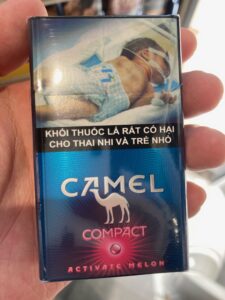 KHÓI THUỐC LÁ RẤT CÓ HẠI
CHO THAI NHI VÀ TRẺ NHỎ
CAMEL
COMPACT
ACTIVATE MELON